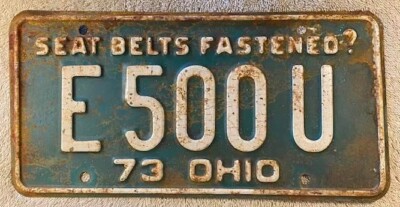 SEAT BELTS FASTENED?
E 500 U
73 OHIO